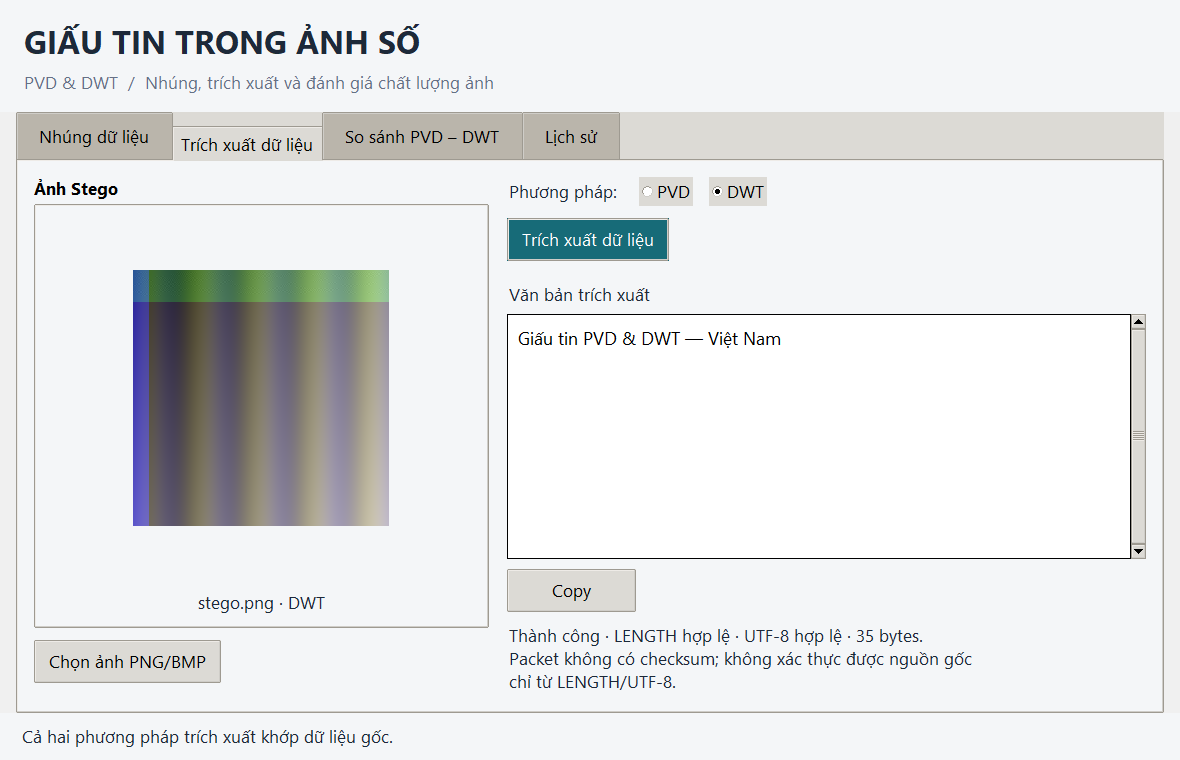 GIẤU TIN TRONG ẢNH SỐ
PVD & DWT / Nhúng, trích xuất và đánh giá chất lượng ảnh
Nhúng dữ liệu
Trích xuất dữ liệu
So sánh PVD – DWT
Lịch sử
Ảnh Stego
stego.png · DWT
Chọn ảnh PNG/BMP
Phương pháp: PVD DWT
Trích xuất dữ liệu
Văn bản trích xuất
Giấu tin PVD & DWT — Việt Nam
Copy
Thành công · LENGTH hợp lệ · UTF-8 hợp lệ · 35 bytes.
Packet không có checksum; không xác thực được nguồn gốc
chỉ từ LENGTH/UTF-8.
Cả hai phương pháp trích xuất khớp dữ liệu gốc.